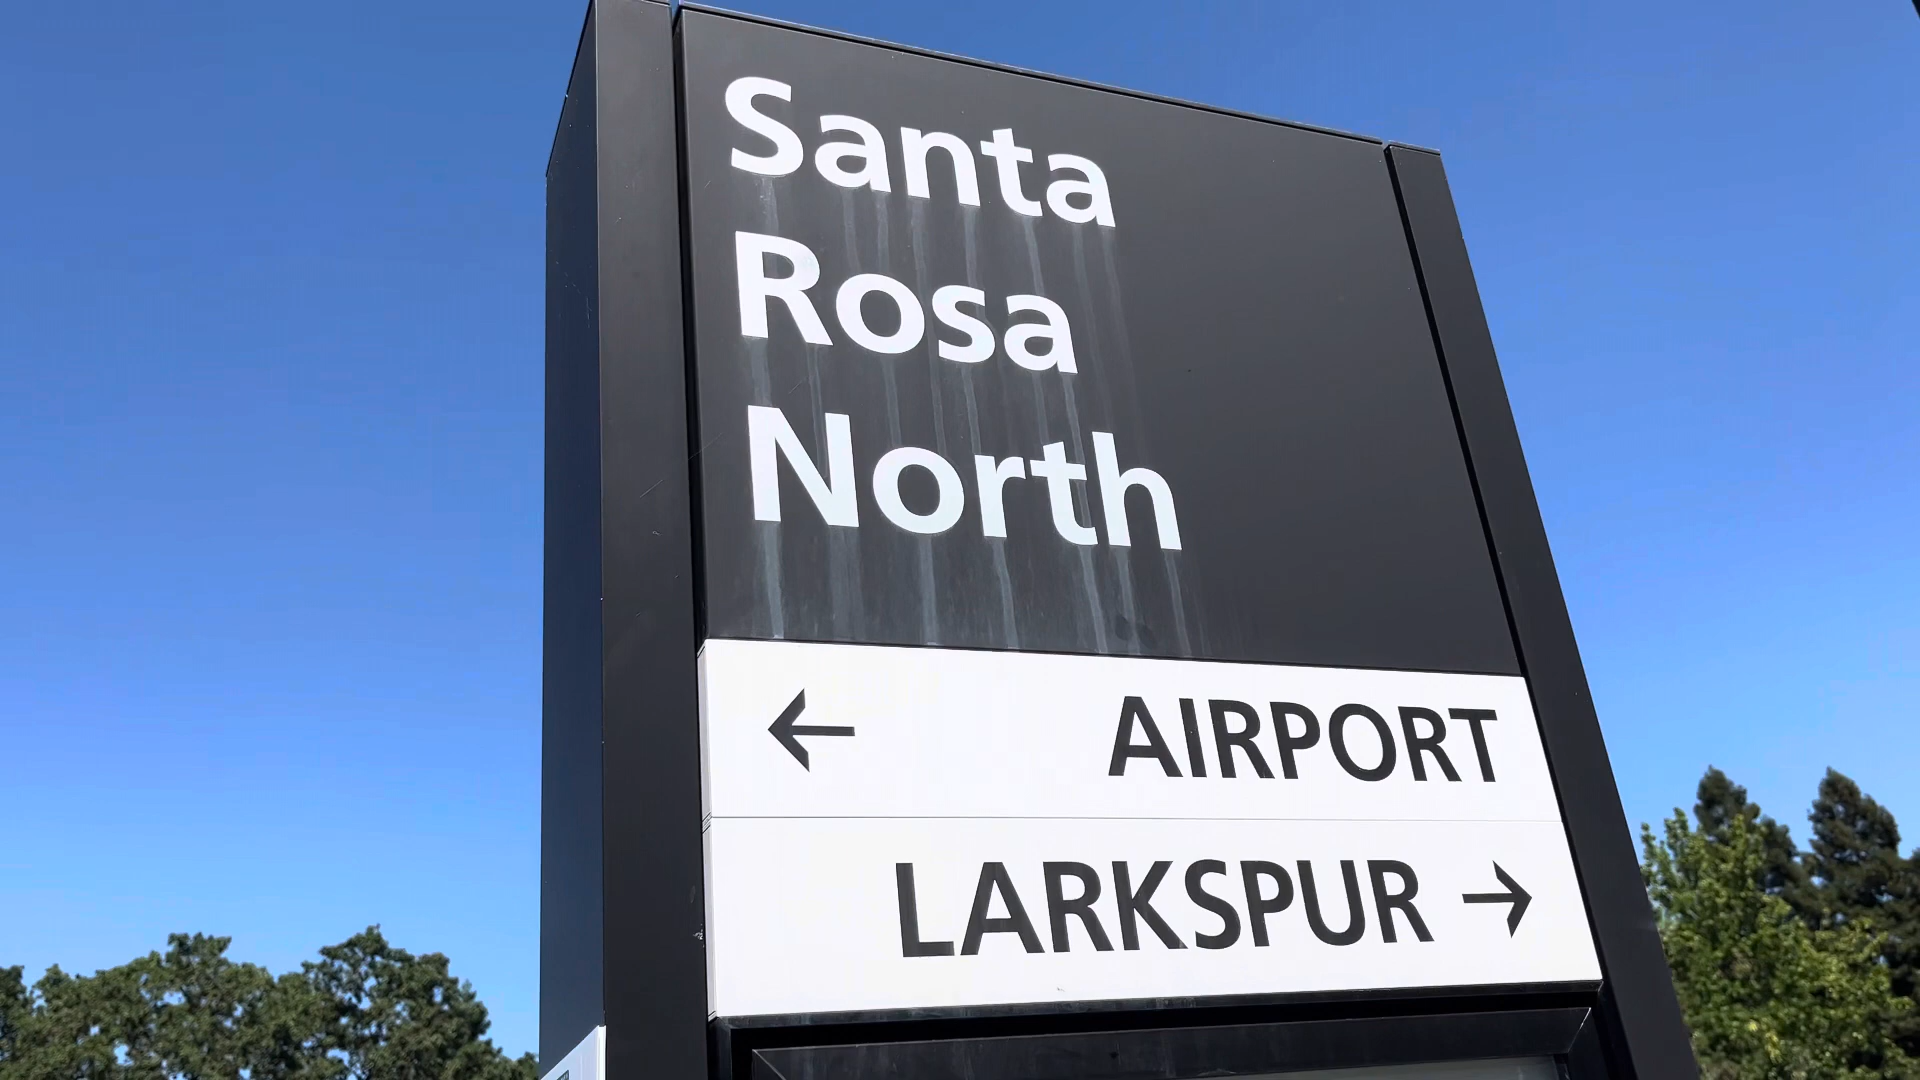 Santa
Rosa
North
← AIRPORT
LARKSPUR →